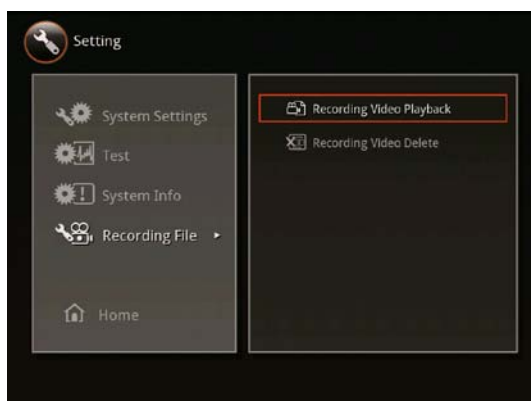 Setting
System Settings
Test
System Info
Recording File
Home
Recording Video Playback
Recording Video Delete